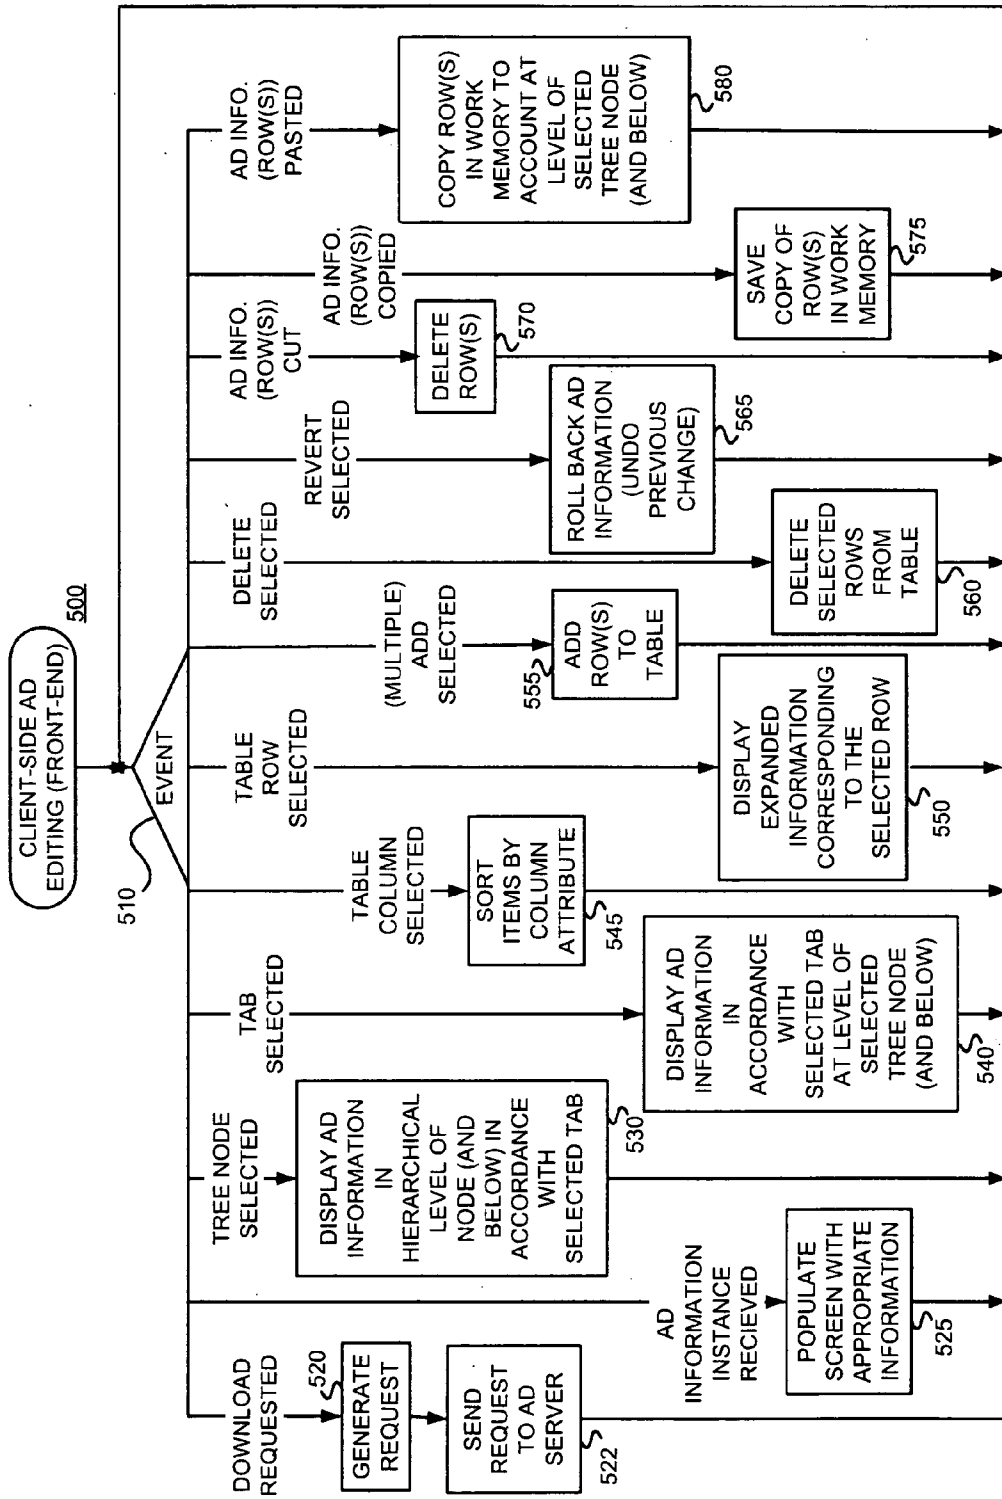 CLIENT-SIDE AD
EDITING (FRONT-END)
500
510
EVENT
DOWNLOAD
REQUESTED
520
GENERATE
REQUEST
SEND
REQUEST
TO AD
SERVER
522
AD
INFORMATION
INSTANCE
RECIEVED
POPULATE
SCREEN WITH
APPROPRIATE
INFORMATION
525
TREE NODE
SELECTED
DISPLAY AD
INFORMATION
IN
HIERARCHICAL
LEVEL OF
NODE (AND
BELOW) IN
ACCORDANCE
WITH
SELECTED TAB
530
TAB
SELECTED
DISPLAY AD
INFORMATION
IN
ACCORDANCE
WITH
SELECTED TAB
AT LEVEL OF
SELECTED
TREE NODE
(AND BELOW)
540
TABLE
COLUMN
SELECTED
SORT
ITEMS BY
COLUMN
ATTRIBUTE
545
TABLE
ROW
SELECTED
DISPLAY
EXPANDED
INFORMATION
CORRESPONDING
TO THE
SELECTED ROW
550
(MULTIPLE)
ADD
SELECTED
555
ADD
ROW(S)
TO
TABLE
DELETE
SELECTED
DELETE
SELECTED
ROWS
FROM
TABLE
560
REVERT
SELECTED
ROLL BACK AD
INFORMATION
(UNDO
PREVIOUS
CHANGE)
565
AD INFO.
(ROW(S))
CUT
DELETE
ROW(S)
570
AD INFO.
(ROW(S))
COPIED
SAVE
COPY OF
ROW(S)
IN WORK
MEMORY
575
AD INFO.
(ROW(S))
PASTED
COPY ROW(S)
IN WORK
MEMORY TO
ACCOUNT AT
LEVEL OF
SELECTED
TREE NODE
(AND BELOW)
580